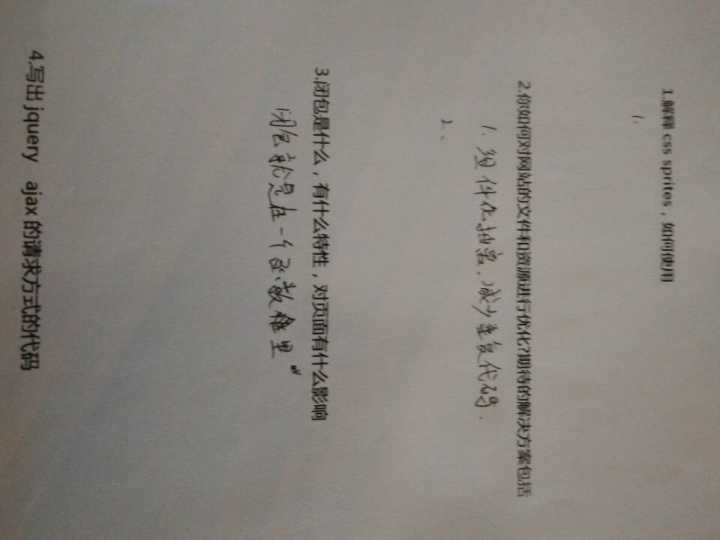 1.解释 css sprites，如何使用
1.
2.你如何对网站的文件和资源进行优化?期待的解决方案包括
1. 组件化抽离，减少重复代码.
2、
3.闭包是什么，有什么特性，对页面有什么影响
闭包就是在一个函数里
4.写出 jquery ajax 的请求方式的代码